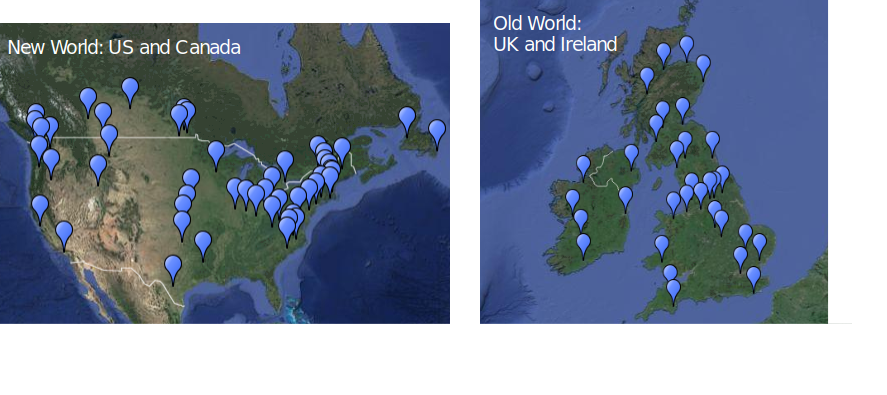 New World: US and Canada
Old World:
UK and Ireland